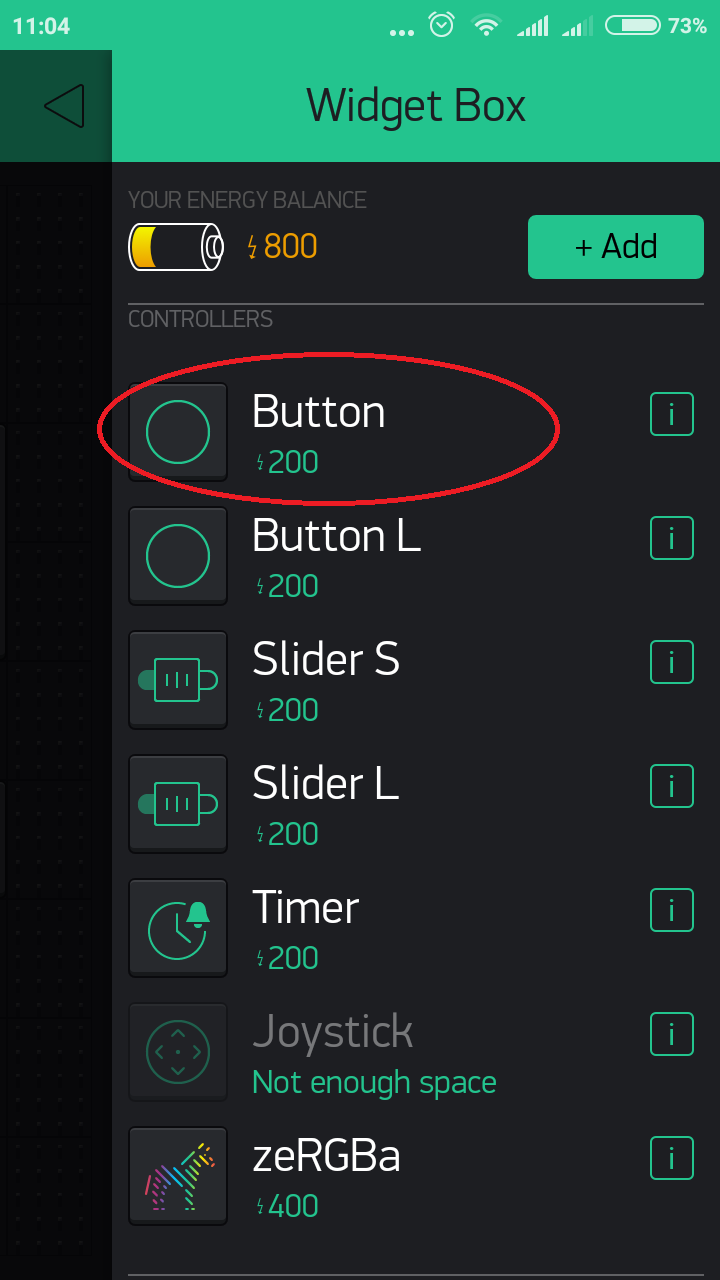 11:04
73%
Widget Box
YOUR ENERGY BALANCE
800
+ Add
CONTROLLERS
Button
i
200
Button L
i
200
Slider S
i
200
Slider L
i
200
Timer
i
200
Joystick
i
Not enough space
zeRGBa
i
400